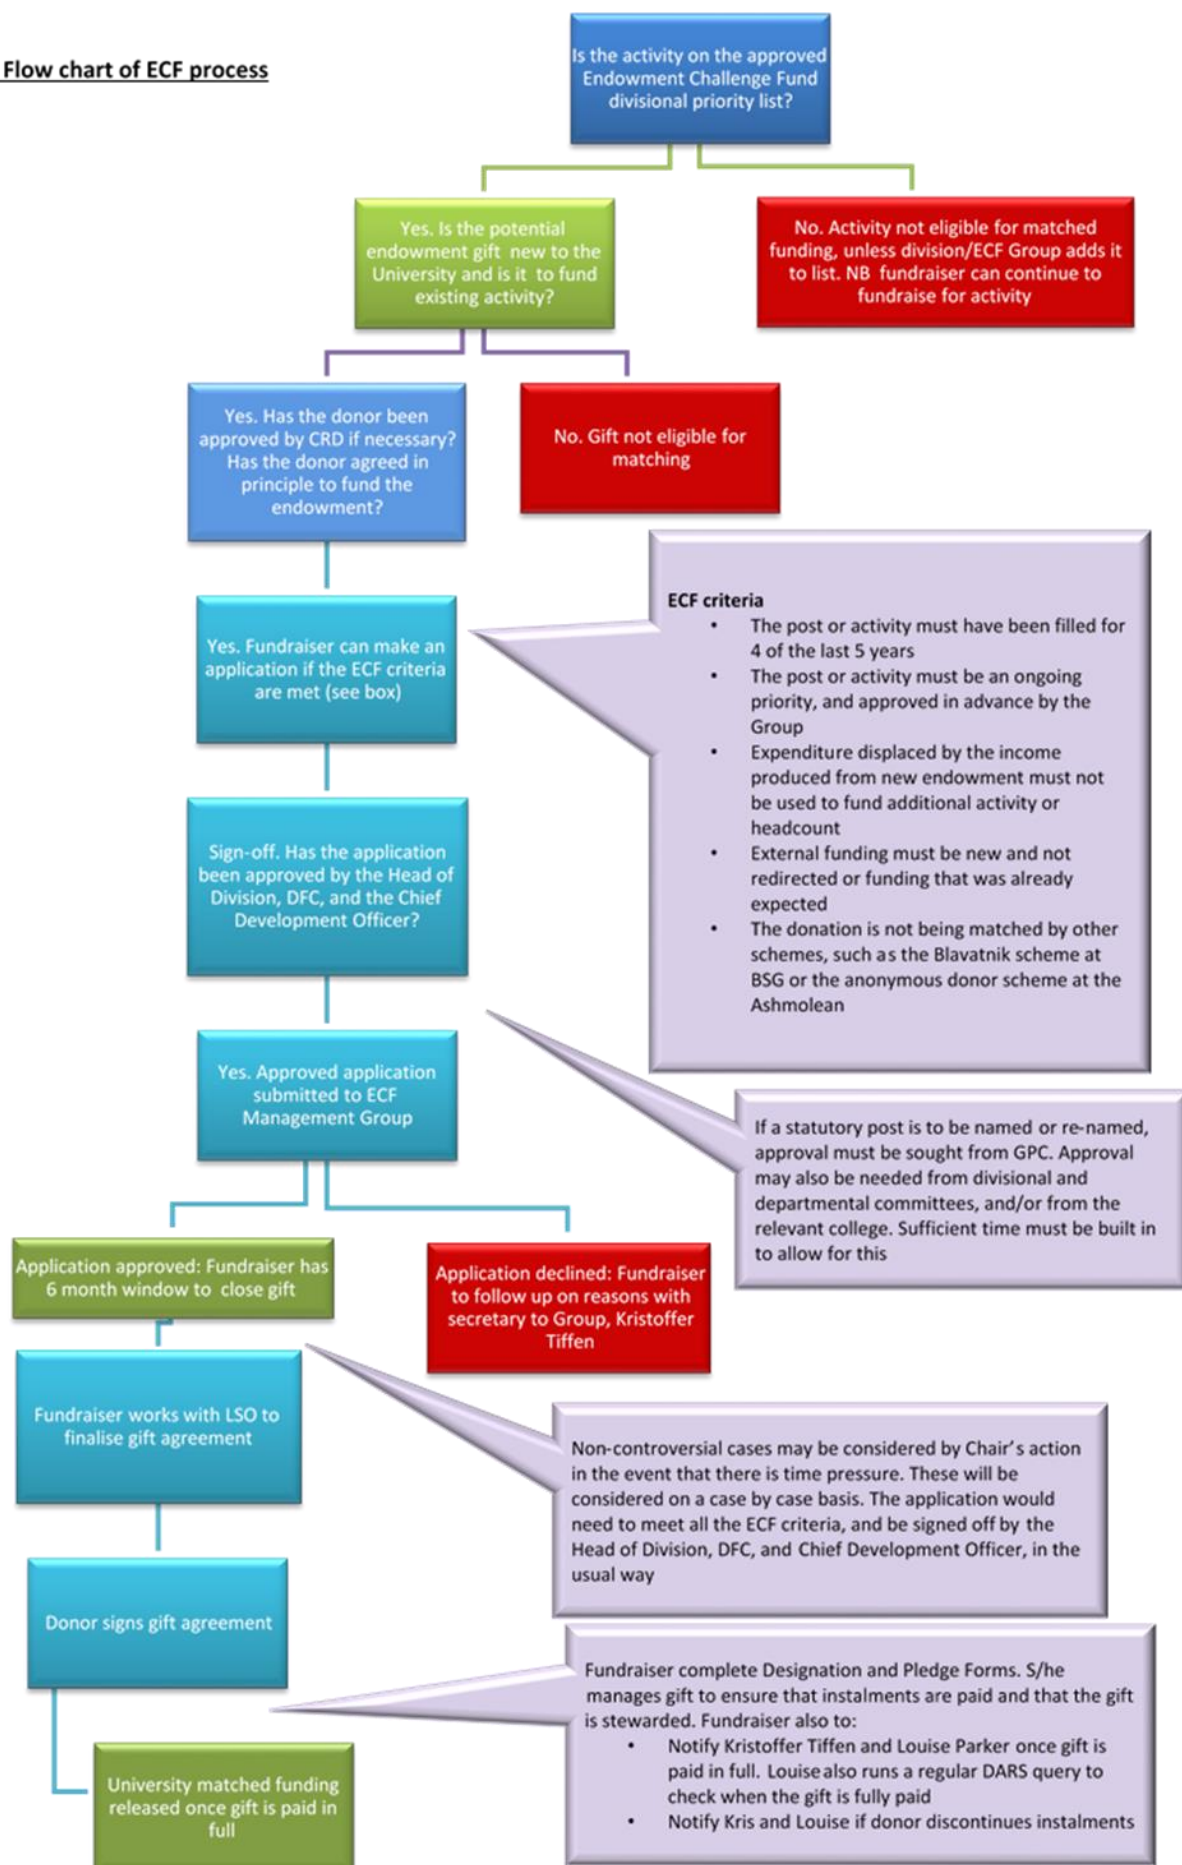 Flow chart of ECF process
Is the activity on the approved
Endowment Challenge Fund
divisional priority list?
Yes. Is the potential
endowment gift new to the
University and is it to fund
existing activity?
No. Activity not eligible for matched
funding, unless division/ECF Group adds it
to list. NB fundraiser can continue to
fundraise for activity
Yes. Has the donor been
approved by CRD if necessary?
Has the donor agreed in
principle to fund the
endowment?
No. Gift not eligible for
matching
Yes. Fundraiser can make an
application if the ECF criteria
are met (see box)
ECF criteria
• The post or activity must have been filled for
4 of the last 5 years
• The post or activity must be an ongoing
priority, and approved in advance by the
Group
• Expenditure displaced by the income
produced from new endowment must not
be used to fund additional activity or
headcount
• External funding must be new and not
redirected or funding that was already
expected
• The donation is not being matched by other
schemes, such as the Blavatnik scheme at
BSG or the anonymous donor scheme at the
Ashmolean
Sign-off. Has the application
been approved by the Head of
Division, DFC, and the Chief
Development Officer?
Yes. Approved application
submitted to ECF
Management Group
If a statutory post is to be named or re-named,
approval must be sought from GPC. Approval
may also be needed from divisional and
departmental committees, and/or from the
relevant college. Sufficient time must be built in
to allow for this
Application approved: Fundraiser has
6 month window to close gift
Application declined: Fundraiser
to follow up on reasons with
secretary to Group, Kristoffer
Tiffen
Fundraiser works with LSO to
finalise gift agreement
Non-controversial cases may be considered by Chair's action
in the event that there is time pressure. These will be
considered on a case by case basis. The application would
need to meet all the ECF criteria, and be signed off by the
Head of Division, DFC, and Chief Development Officer, in the
usual way
Donor signs gift agreement
Fundraiser complete Designation and Pledge Forms. S/he
manages gift to ensure that instalments are paid and that the gift
is stewarded. Fundraiser also to:
• Notify Kristoffer Tiffen and Louise Parker once gift is
paid in full. Louise also runs a regular DARS query to
check when the gift is fully paid
• Notify Kris and Louise if donor discontinues instalments
University matched funding
released once gift is paid in
full